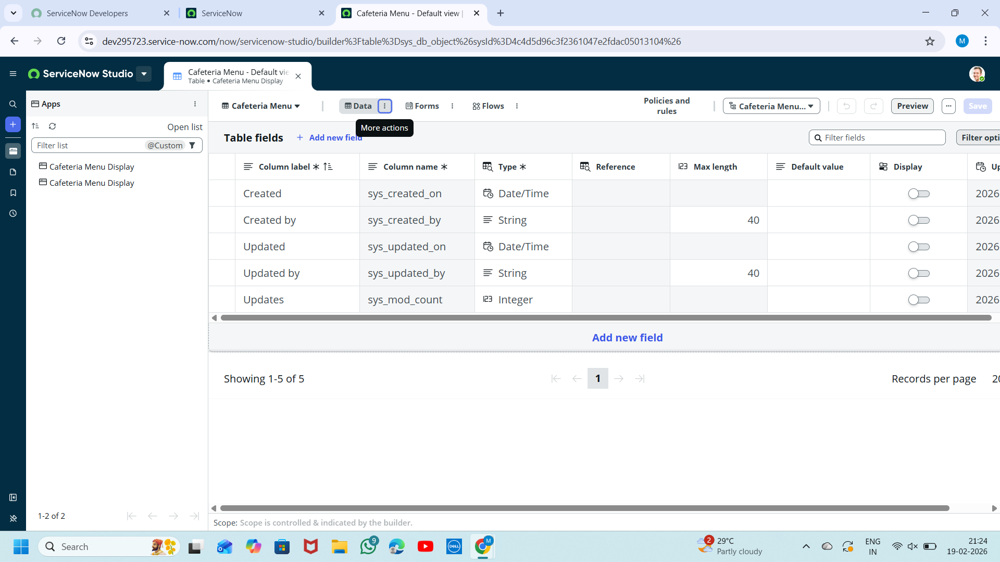 ServiceNow Developers
ServiceNow
Cafeteria Menu - Default view |
dev295723.service-now.com/now/servicenow-studio/builder%3Ftable%3Dsys_db_object%26sysId%3D4c4d5d96c3f2361047e2fdac05013104%26
M
ServiceNow Studio
Cafeteria Menu - Default vie
Table • Cafeteria Menu Display
Apps
Cafeteria Menu
Data
Forms
Flows
Policies and
rules
Cafeteria Menu...
Preview
Save
More actions
Open list
Table fields
+ Add new field
Filter fields
Filter opti
Filter list
@Custom
Column label *
Column name *
Type *
Reference
Max length
Default value
Display
Up
Cafeteria Menu Display
Cafeteria Menu Display
Created sys_created_on Date/Time 2026
Created by sys_created_by String 40 2026
Updated sys_updated_on Date/Time 2026
Updated by sys_updated_by String 40 2026
Updates sys_mod_count Integer 2026
Add new field
Showing 1-5 of 5
1
Records per page
20
1-2 of 2
Scope: Scope is controlled & indicated by the builder.
Search
9
DELL
M
2
29°C
Partly cloudy
ENG
IN
21:24
19-02-2026